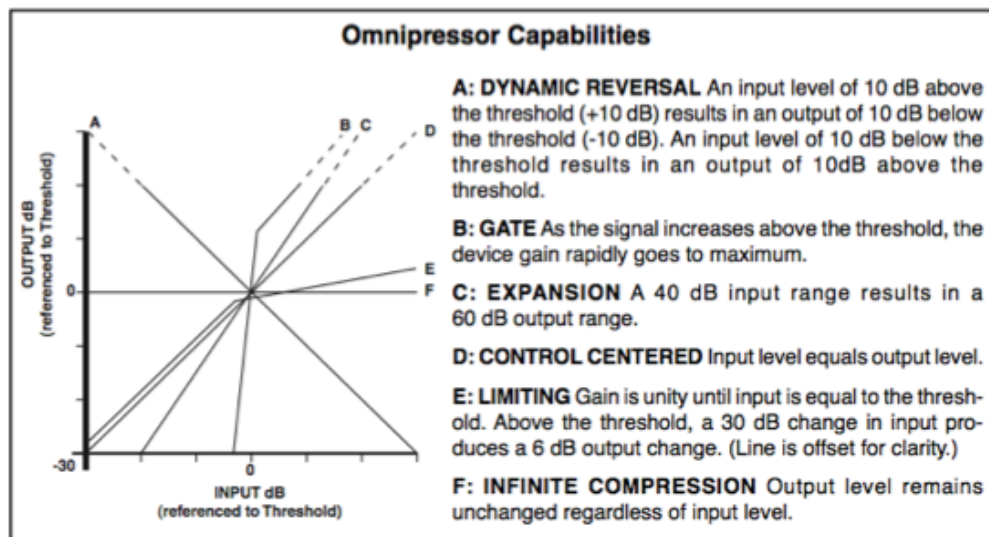 Omnipressor Capabilities
A
B
C
D
E
F
OUTPUT dB
(referenced to Threshold)
0
-30
0
INPUT dB
(referenced to Threshold)
A: DYNAMIC REVERSAL An input level of 10 dB above
the threshold (+10 dB) results in an output of 10 dB below
the threshold (-10 dB). An input level of 10 dB below the
threshold results in an output of 10dB above the
threshold.
B: GATE As the signal increases above the threshold, the
device gain rapidly goes to maximum.
C: EXPANSION A 40 dB input range results in a
60 dB output range.
D: CONTROL CENTERED Input level equals output level.
E: LIMITING Gain is unity until input is equal to the thresh-
old. Above the threshold, a 30 dB change in input pro-
duces a 6 dB output change. (Line is offset for clarity.)
F: INFINITE COMPRESSION Output level remains
unchanged regardless of input level.